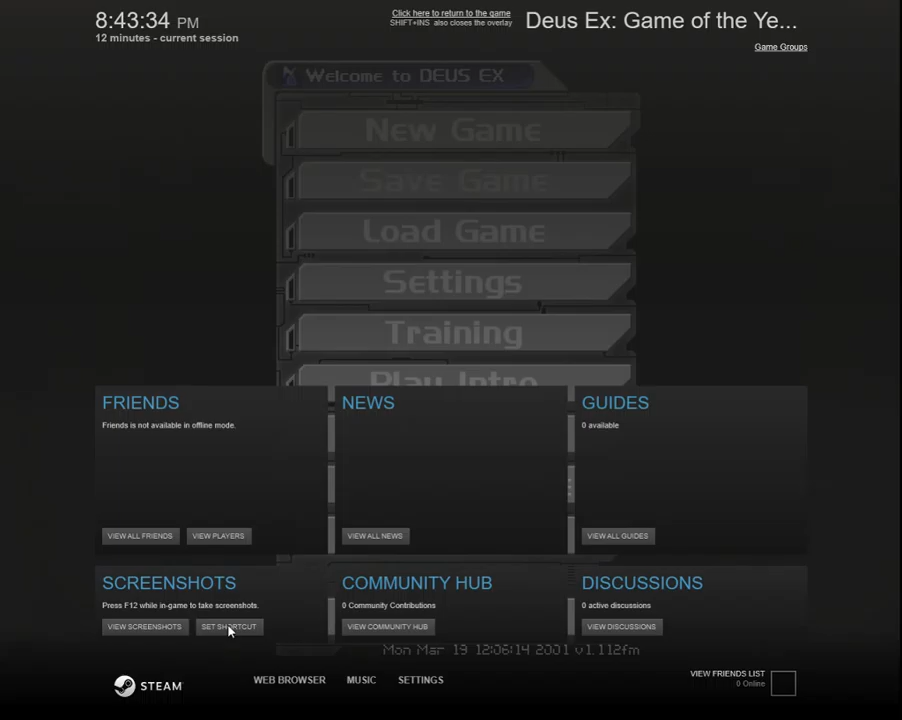 8:43:34 PM
12 minutes - current session
Click here to return to the game
SHIFT+INS also closes the overlay
Deus Ex: Game of the Ye...
Game Groups
Welcome to DEUS EX
New Game
Save Game
Load Game
Settings
Training
Play Intro
FRIENDS
Friends is not available in offline mode.
VIEW ALL FRIENDS
VIEW PLAYERS
NEWS
VIEW ALL NEWS
GUIDES
0 available
VIEW ALL GUIDES
SCREENSHOTS
Press F12 while in-game to take screenshots.
VIEW SCREENSHOTS
SET SHORTCUT
COMMUNITY HUB
0 Community Contributions
VIEW COMMUNITY HUB
DISCUSSIONS
0 active discussions
VIEW DISCUSSIONS
Mon Mar 19 12:06:14 2001 v1.112fm
STEAM
WEB BROWSER
MUSIC
SETTINGS
VIEW FRIENDS LIST
0 Online